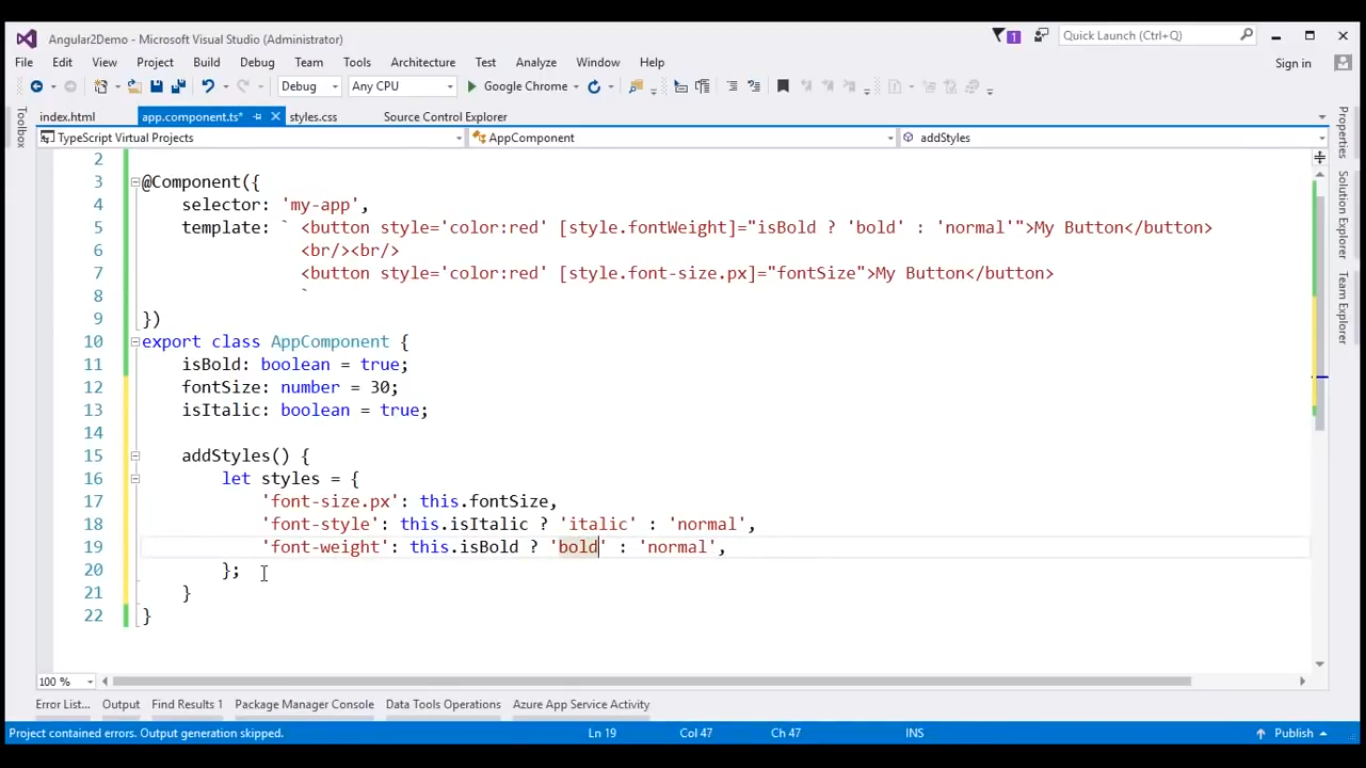 Angular2Demo - Microsoft Visual Studio (Administrator)
1
Quick Launch (Ctrl+Q)
File Edit View Project Build Debug Team Tools Architecture Test Analyze Window Help
Sign in
Debug Any CPU Google Chrome
index.html app.component.ts* styles.css Source Control Explorer
TypeScript Virtual Projects AppComponent addStyles
Toolbox
Properties
Solution Explorer
Team Explorer
2
3 @Component({
4 selector: 'my-app',
5 template: ` <button style='color:red' [style.fontWeight]="isBold ? 'bold' : 'normal'">My Button</button>
6 <br/><br/>
7 <button style='color:red' [style.font-size.px]="fontSize">My Button</button>
8 `
9 })
10 export class AppComponent {
11 isBold: boolean = true;
12 fontSize: number = 30;
13 isItalic: boolean = true;
14
15 addStyles() {
16 let styles = {
17 'font-size.px': this.fontSize,
18 'font-style': this.isItalic ? 'italic' : 'normal',
19 'font-weight': this.isBold ? 'bold' : 'normal',
20 };
21 }
22 }
100 %
Error List... Output Find Results 1 Package Manager Console Data Tools Operations Azure App Service Activity
Project contained errors. Output generation skipped. Ln 19 Col 47 Ch 47 INS Publish